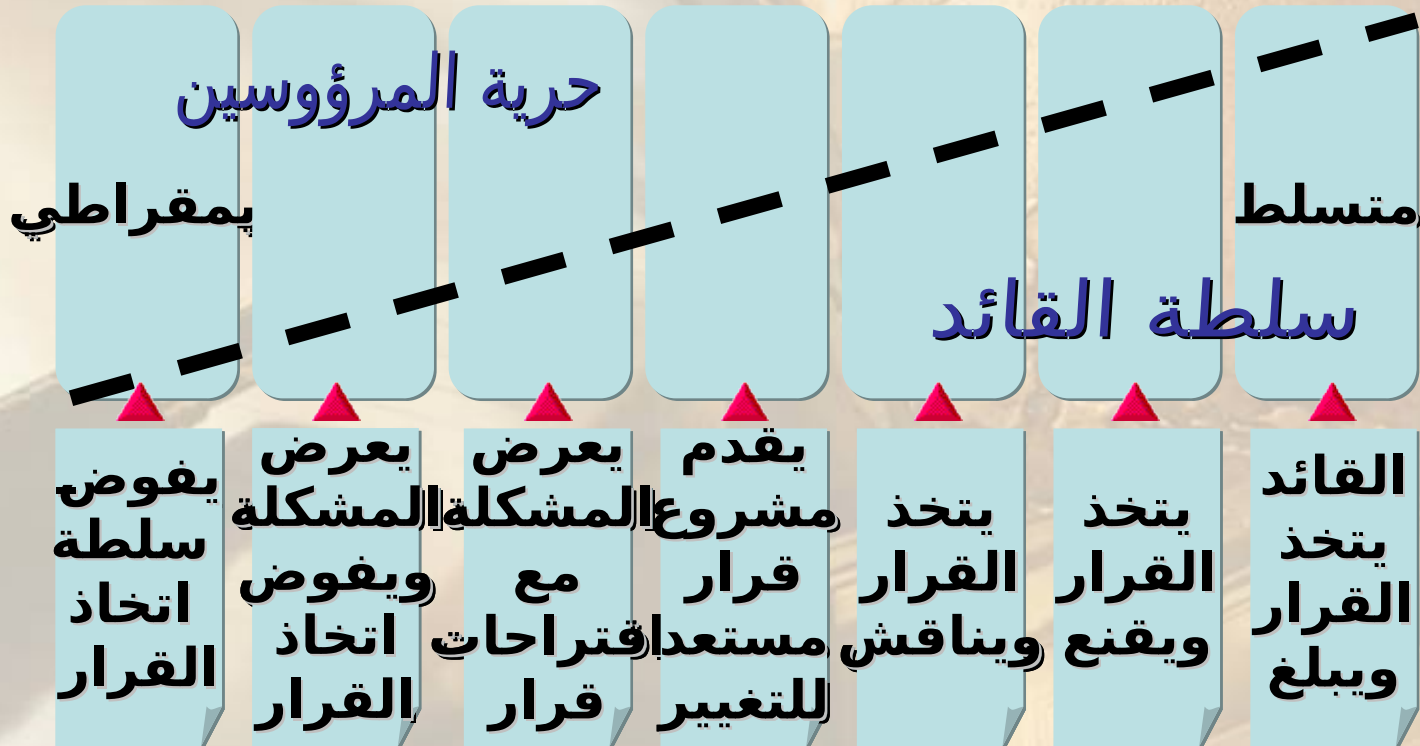 حرية المرؤوسين
متسلط
يمقراطي
سلطة القائد
القائد
يتخذ
القرار
ويبلغ
يتخذ
القرار
ويقنع
يتخذ
القرار
ويناقش
يقدم
مشروع
قرار
مستعد
للتغيير
يعرض
المشكلة
مع
اقتراحات
قرار
يعرض
المشكلة
ويفوض
اتخاذ
القرار
يفوض
سلطة
اتخاذ
القرار